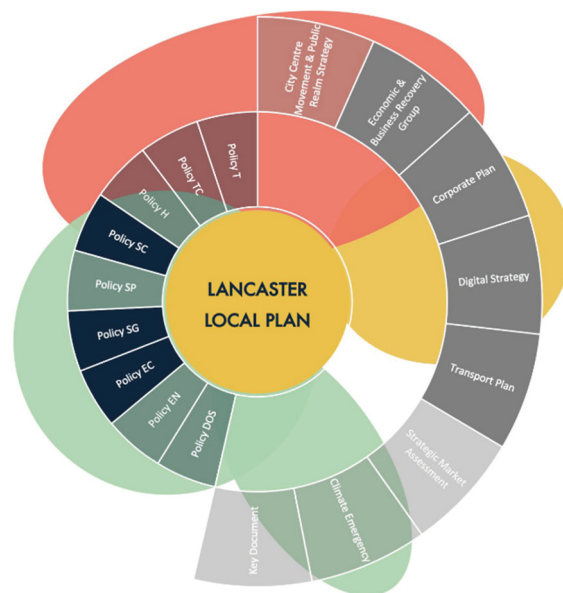 City Centre
Movement & Public
Realm Strategy
Economic &
Business Recovery
Group
Corporate Plan
Digital Strategy
Transport Plan
Strategic Market
Assessment
Climate Emergency
Key Document
Policy DOS
Policy EN
Policy EC
Policy SG
Policy SP
Policy SC
Policy H
Policy TC
Policy T
LANCASTER
LOCAL PLAN